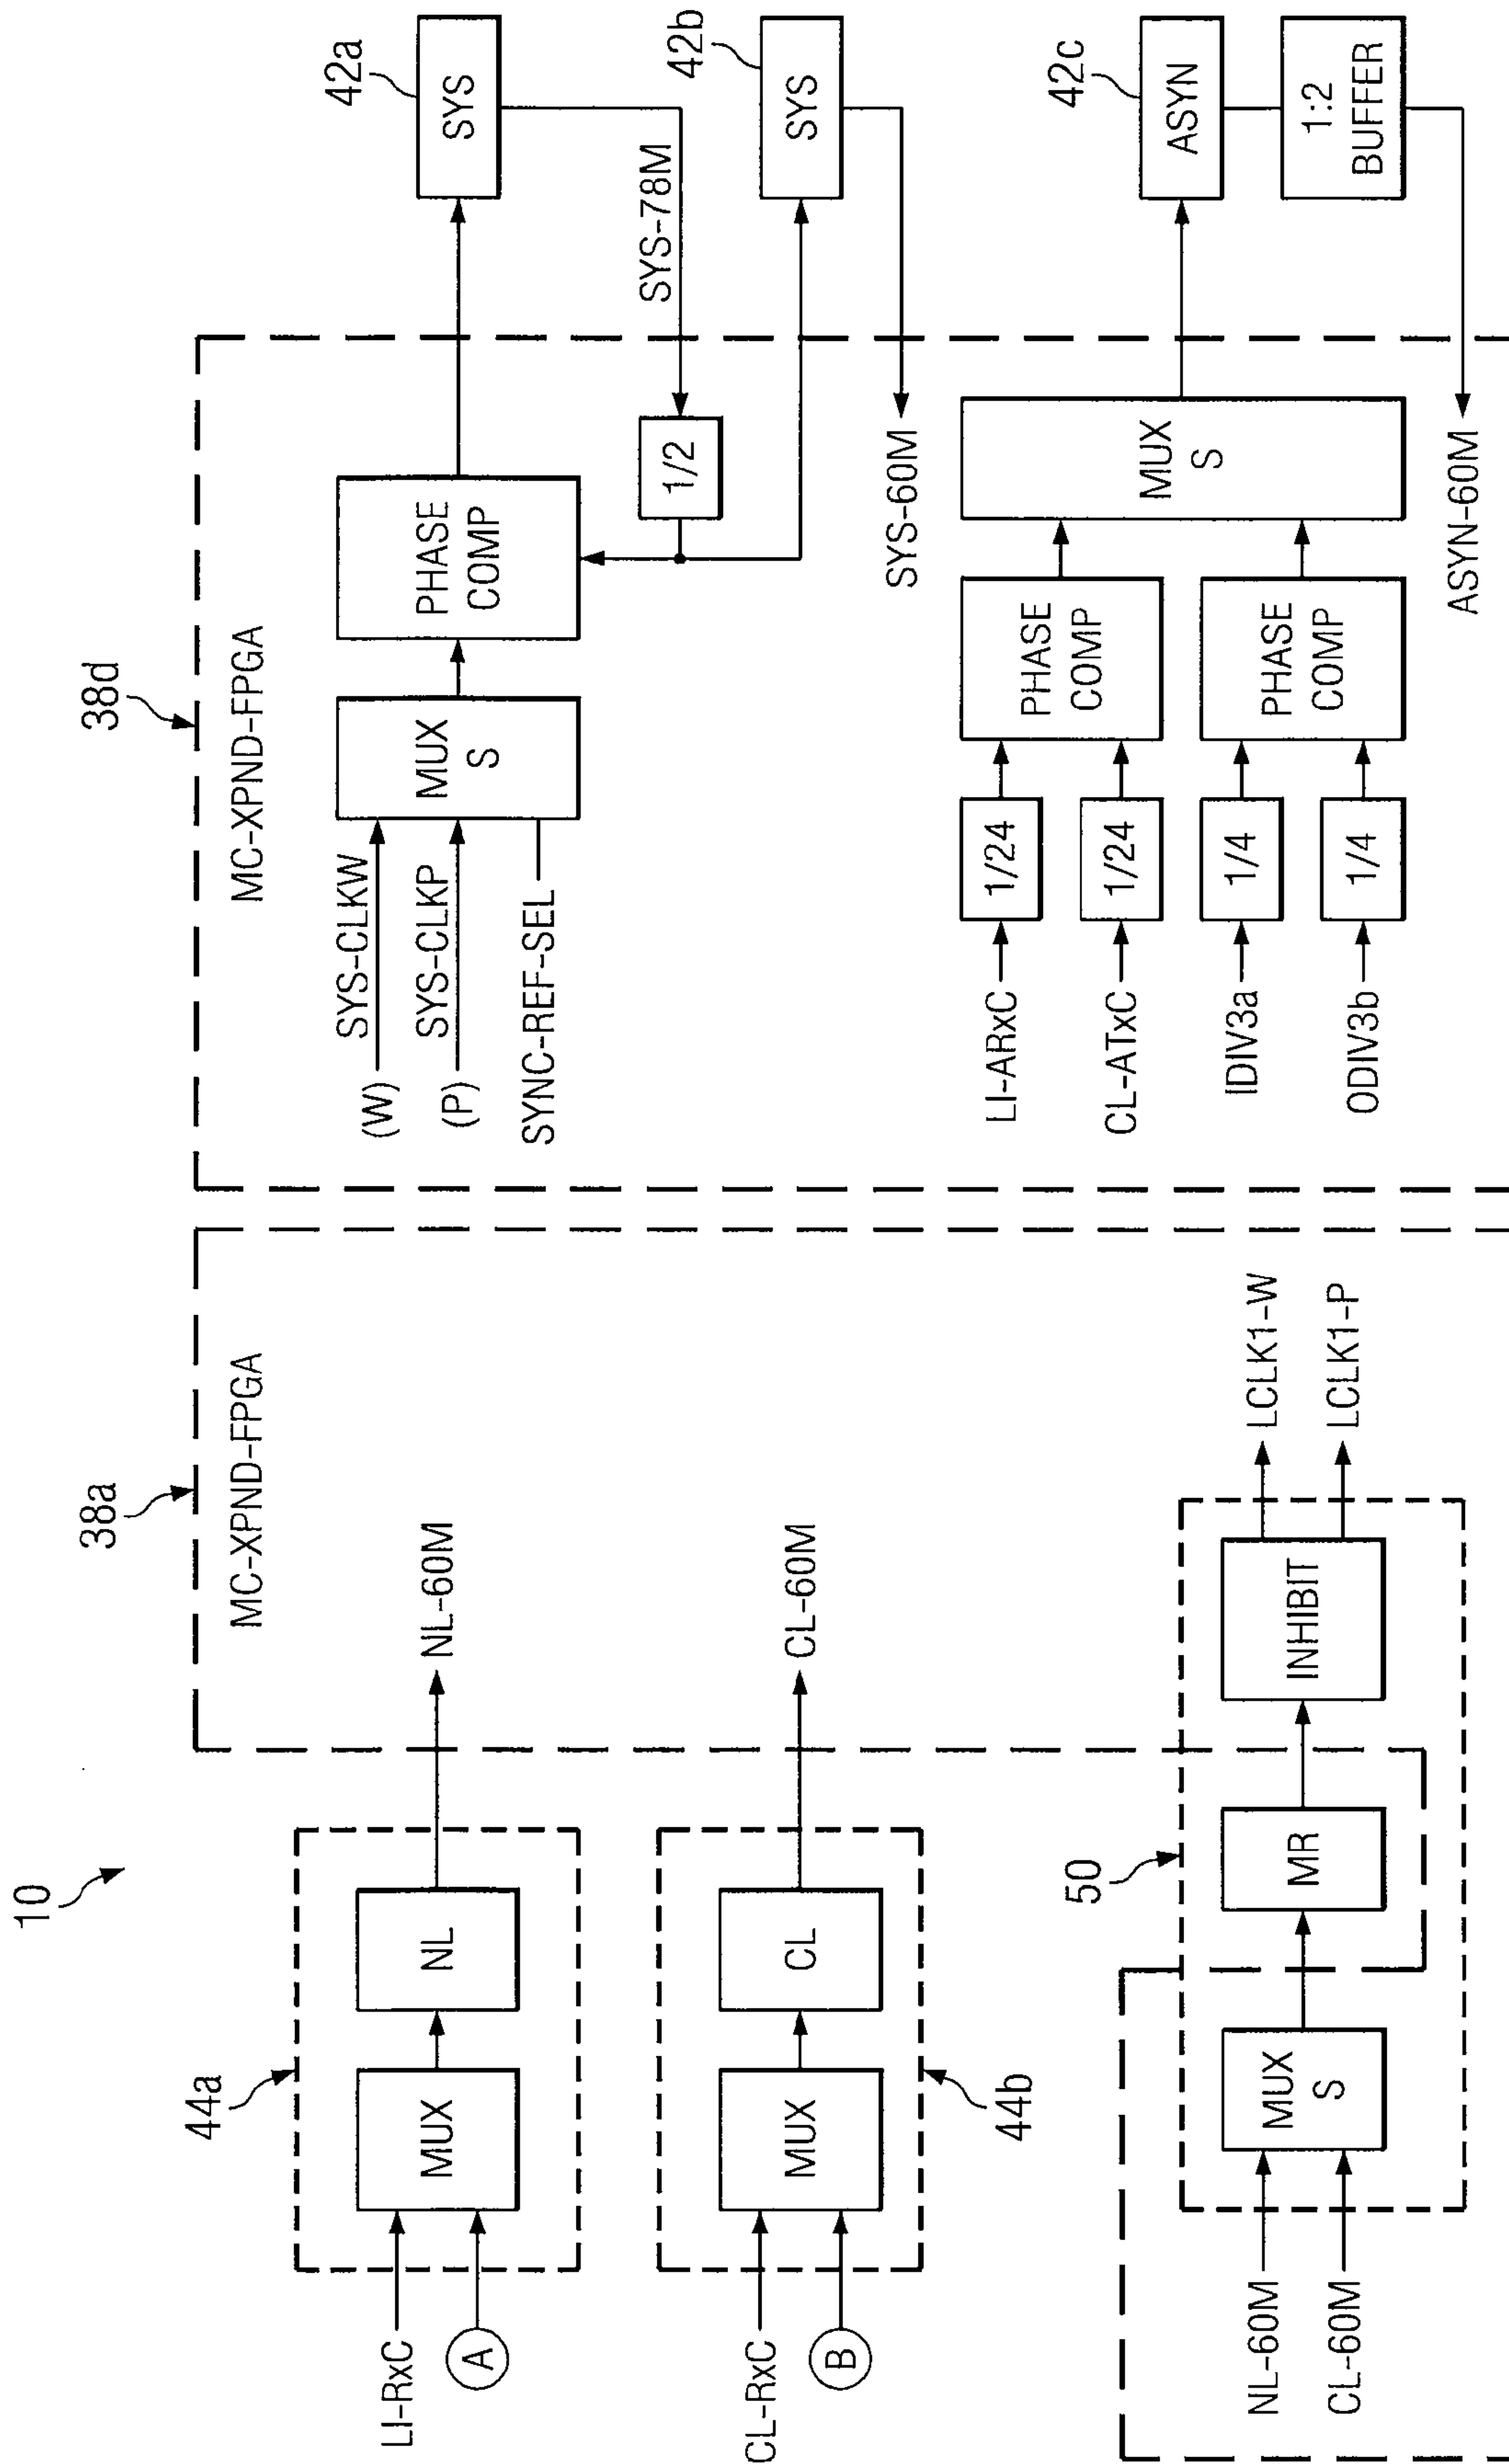 10
38a
MC-XPND-FPGA
38d
MC-XPND-FPGA
44a
LI-RxC
A
MUX
NL
NL-60M
CL-RxC
B
MUX
CL
CL-60M
44b
50
NL-60M
CL-60M
MUX
S
MR
INHIBIT
LCLK1-W
LCLK1-P
(W)
SYS-CLKW
(P)
SYS-CLKP
SYNC-REF-SEL
MUX
S
PHASE
COMP
1/2
SYS-78M
SYS
42a
SYS
42b
SYS-60M
LI-ARxC
1/24
CL-ATxC
1/24
PHASE
COMP
IDIV3a
1/4
ODIV3b
1/4
PHASE
COMP
MUX
S
ASYN
42c
1:2
BUFFER
ASYN-60M